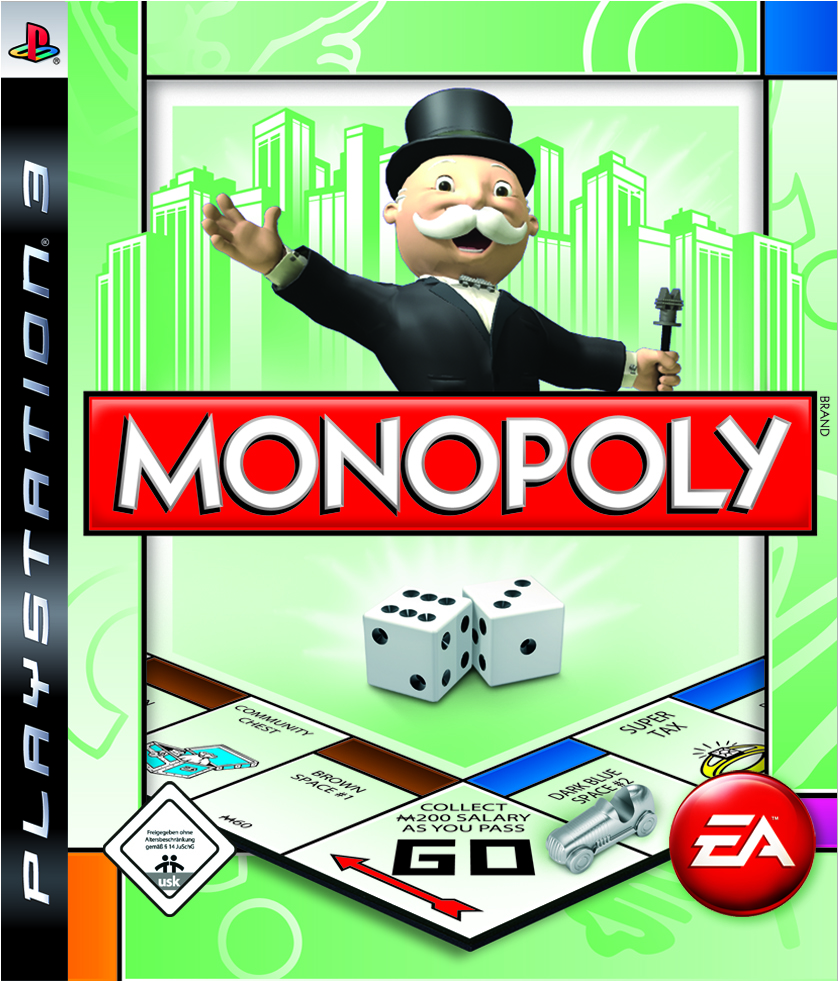 PLAYSTATION®3
MONOPOLY
BRAND
COMMUNITY
CHEST
BROWN
SPACE #1
₩60
COLLECT
₩200 SALARY
AS YOU PASS
GO
DARK BLUE
SPACE #2
SUPER
TAX
Freigegeben ohne
Altersbeschränkung
gemäß § 14 JuSchG
usk
EA™